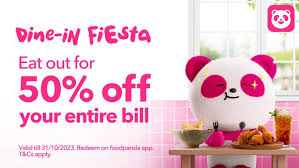 Dine-in FiEsta
Eat out for
50% off
your entire bill
Valid till 31/10/2023. Redeem on foodpanda app.
T&Cs apply.